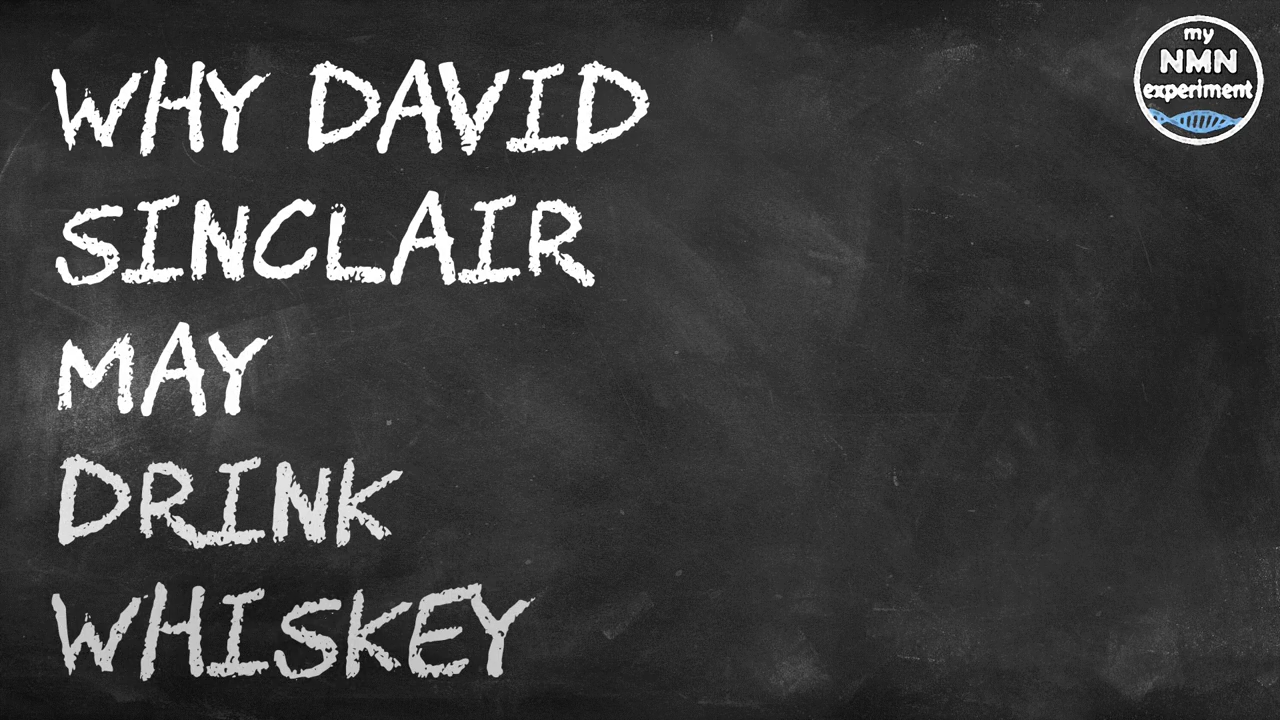 WHY DAVID
SINCLAIR
MAY
DRINK
WHISKEY
my
NMN
experiment